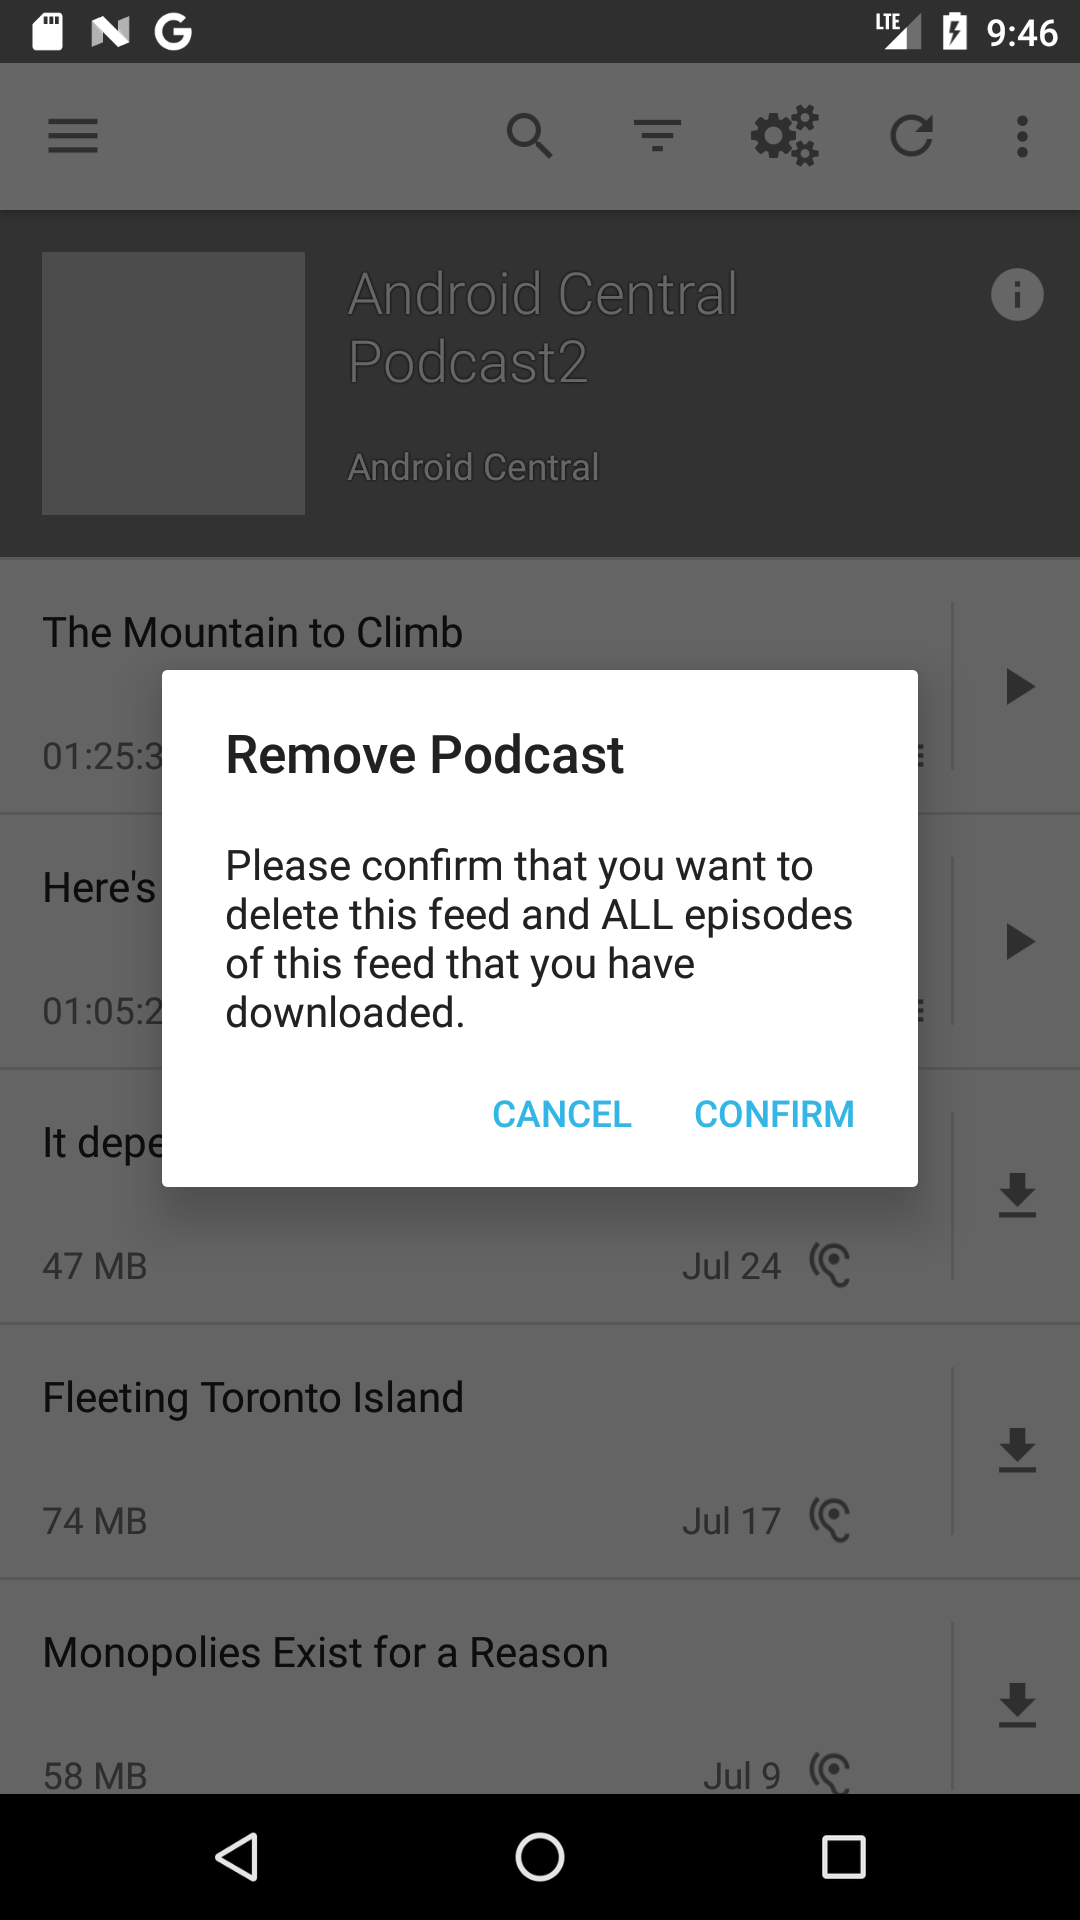 LTE 9:46
Android Central
Podcast2
Android Central
The Mountain to Climb
01:25:3
Remove Podcast
Please confirm that you want to
delete this feed and ALL episodes
of this feed that you have
downloaded.
CANCEL CONFIRM
Here's
01:05:2
It depe
47 MB Jul 24
Fleeting Toronto Island
74 MB Jul 17
Monopolies Exist for a Reason
58 MB Jul 9